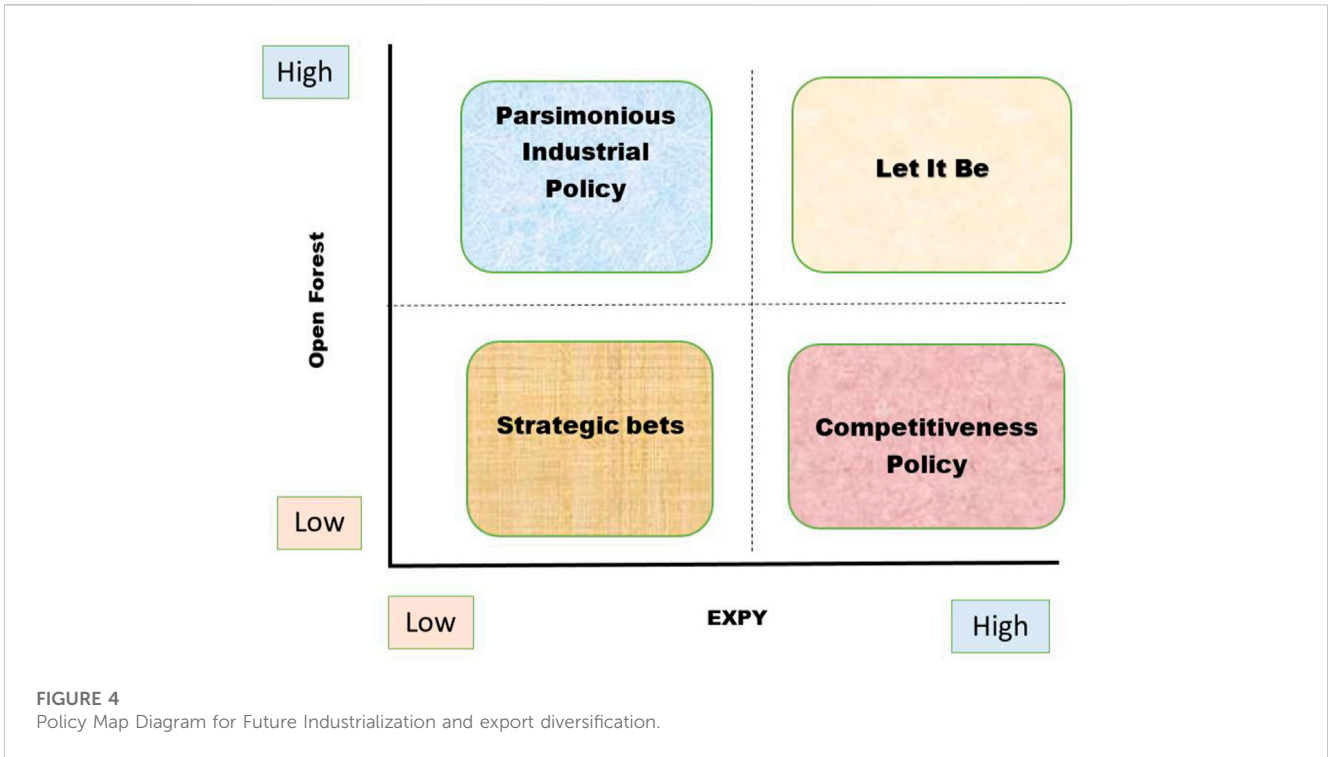 High
Parsimonious
Industrial
Policy
Let It Be
Open Forest
Strategic bets
Competitiveness
Policy
Low
Low
EXPY
High
FIGURE 4
Policy Map Diagram for Future Industrialization and export diversification.